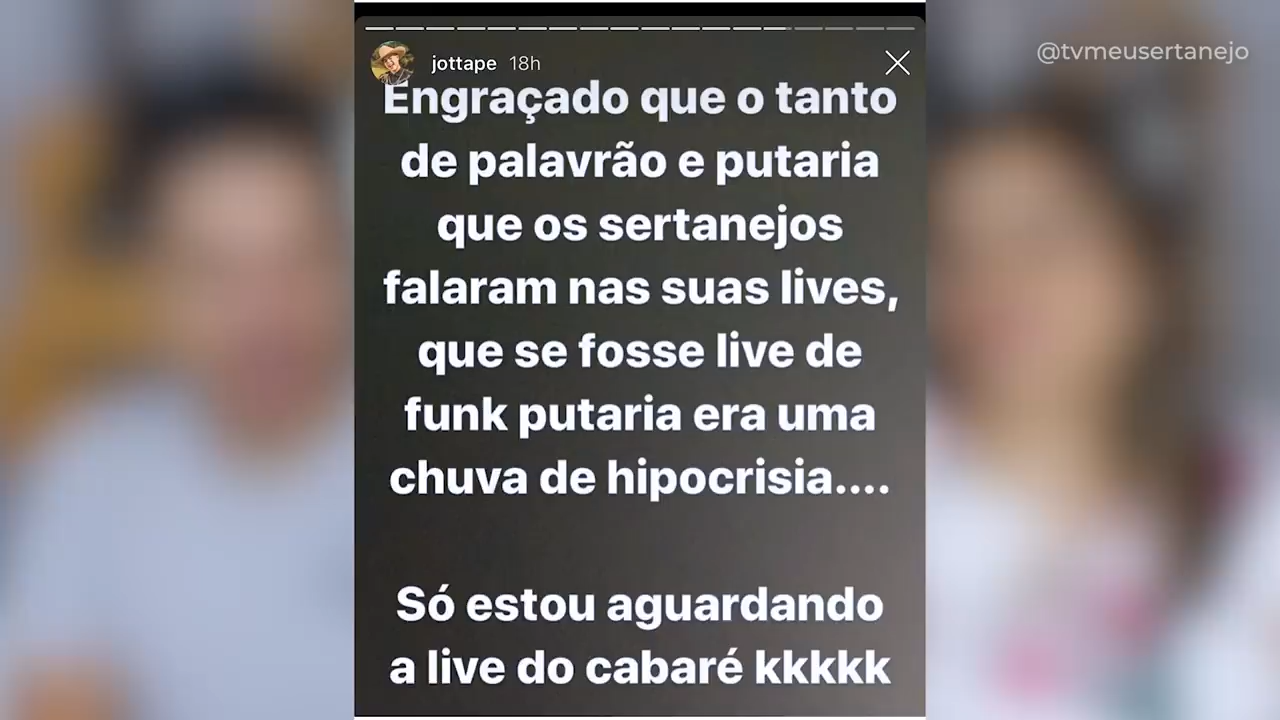 @tvmeusertanejo
jottape 18h
Engraçado que o tanto
de palavrão e putaria
que os sertanejos
falaram nas suas lives,
que se fosse live de
funk putaria era uma
chuva de hipocrisia....
Só estou aguardando
a live do cabaré kkkkk